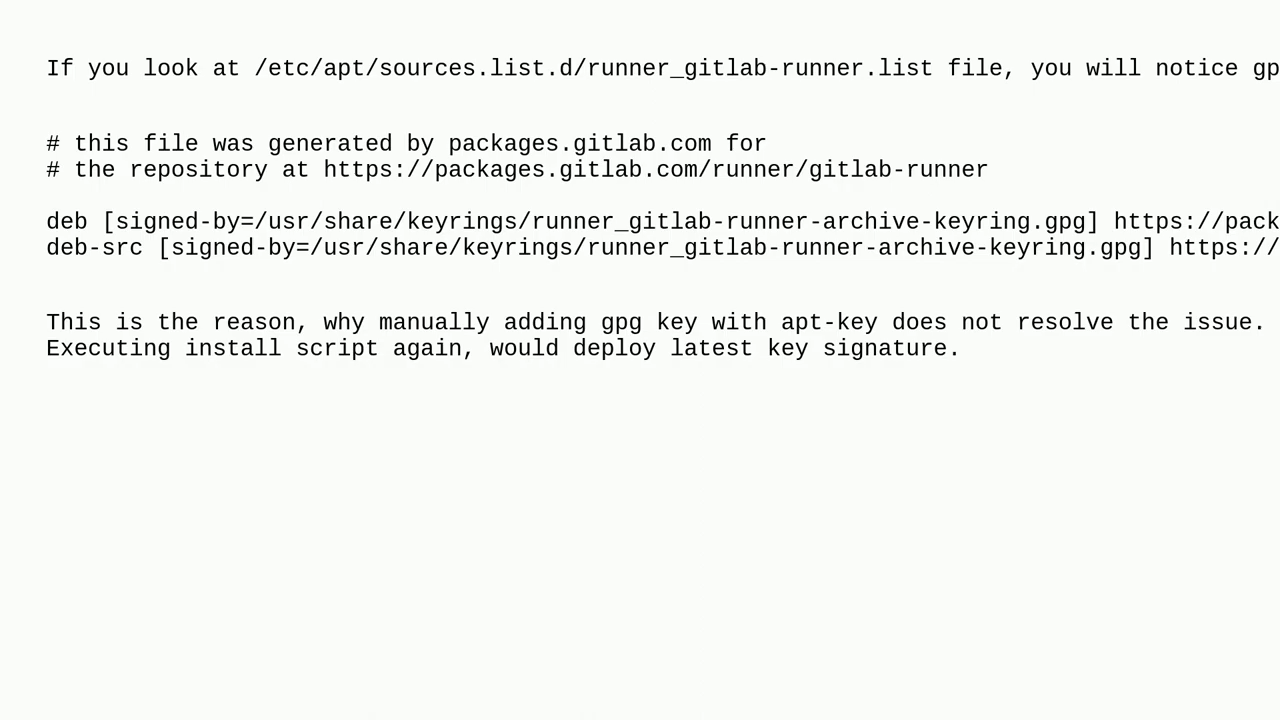 If you look at /etc/apt/sources.list.d/runner_gitlab-runner.list file, you will notice gp
# this file was generated by packages.gitlab.com for
# the repository at https://packages.gitlab.com/runner/gitlab-runner
deb [signed-by=/usr/share/keyrings/runner_gitlab-runner-archive-keyring.gpg] https://pack
deb-src [signed-by=/usr/share/keyrings/runner_gitlab-runner-archive-keyring.gpg] https://
This is the reason, why manually adding gpg key with apt-key does not resolve the issue.
Executing install script again, would deploy latest key signature.